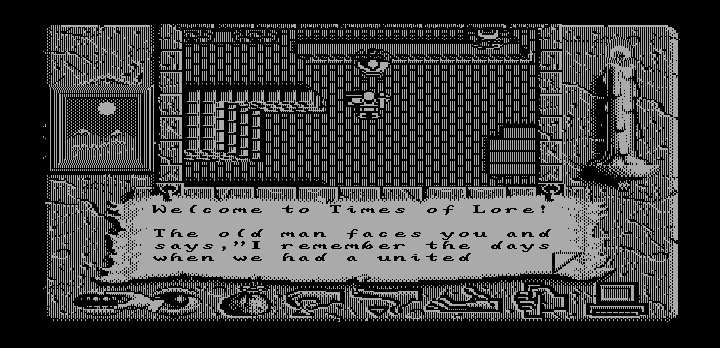 Welcome to Times of Lore!
The old man faces you and
says,"I remember the days
when we had a united